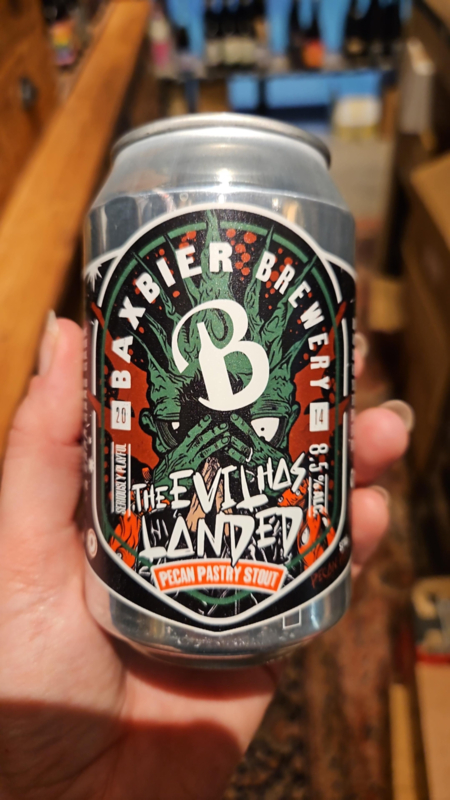 BAXBIER BREWERY
B
20 14
SERIOUSLY PLAYFUL
8,5% ALC.
THE EVIL HAS
LANDED
PECAN PASTRY STOUT